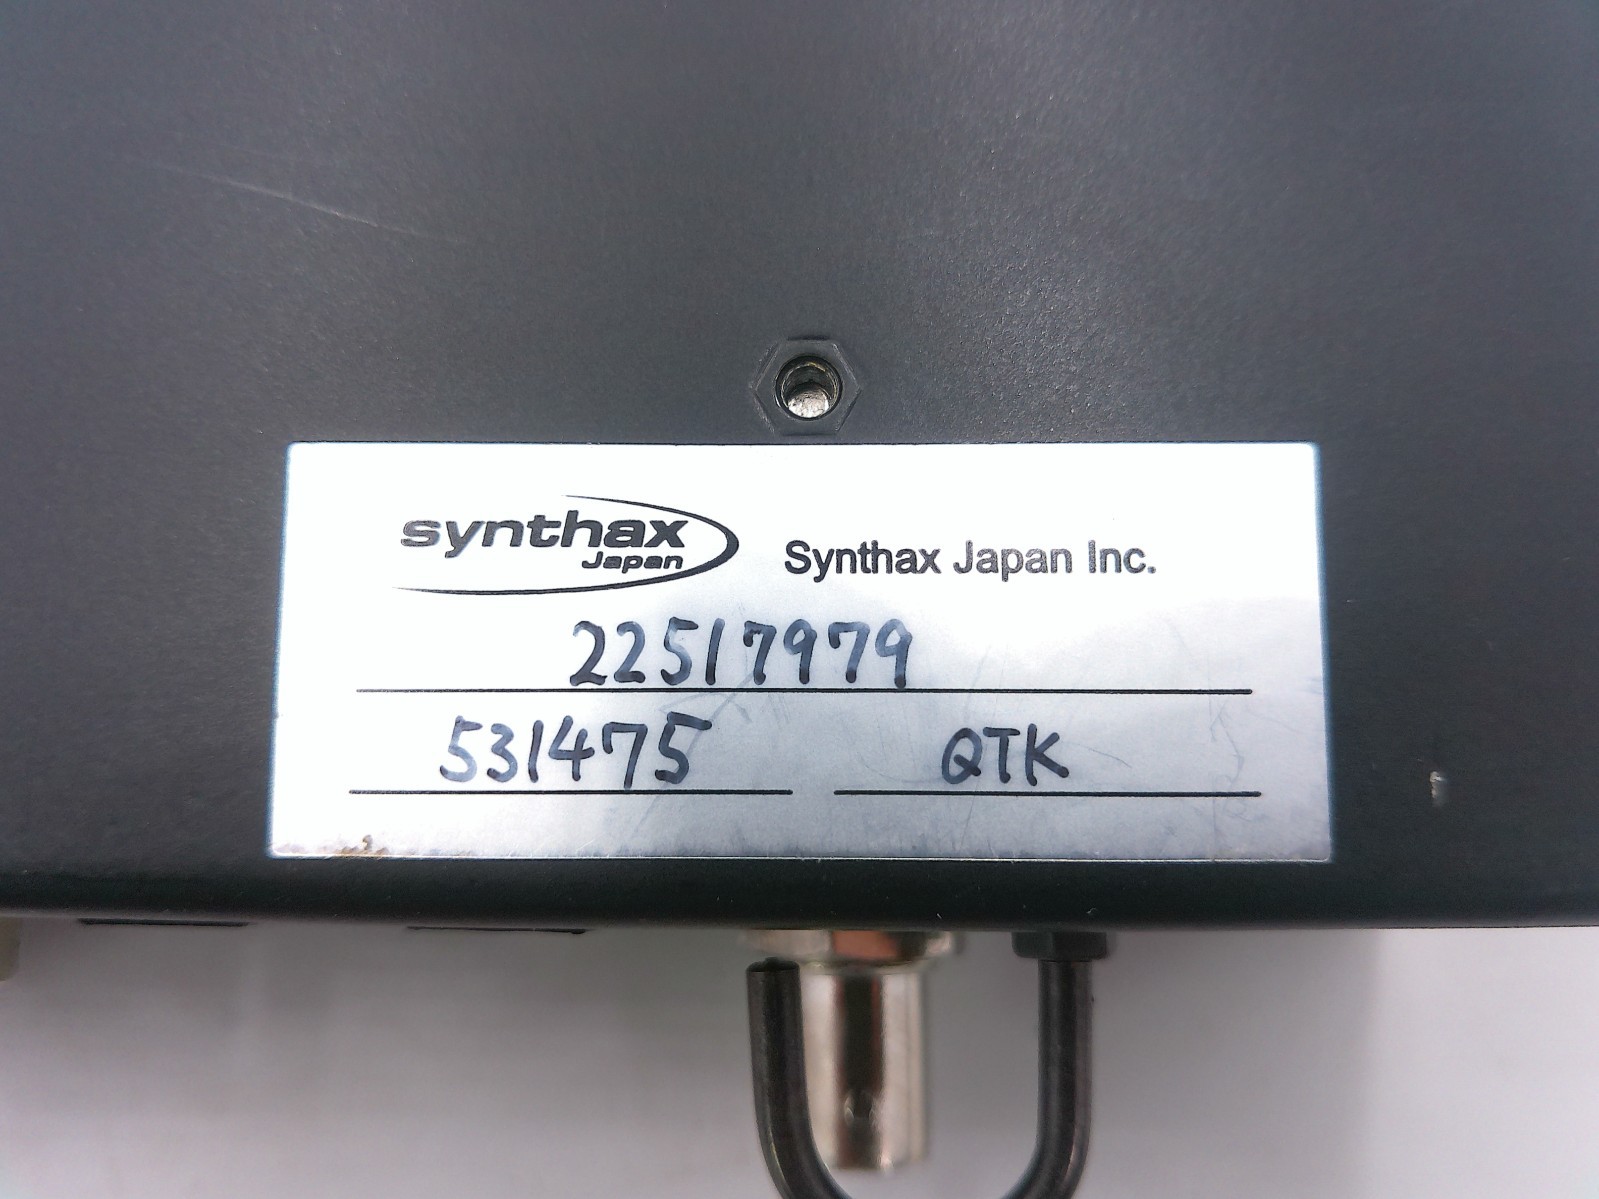 synthax
Japan
Synthax Japan Inc.
22517979
531475 QTK